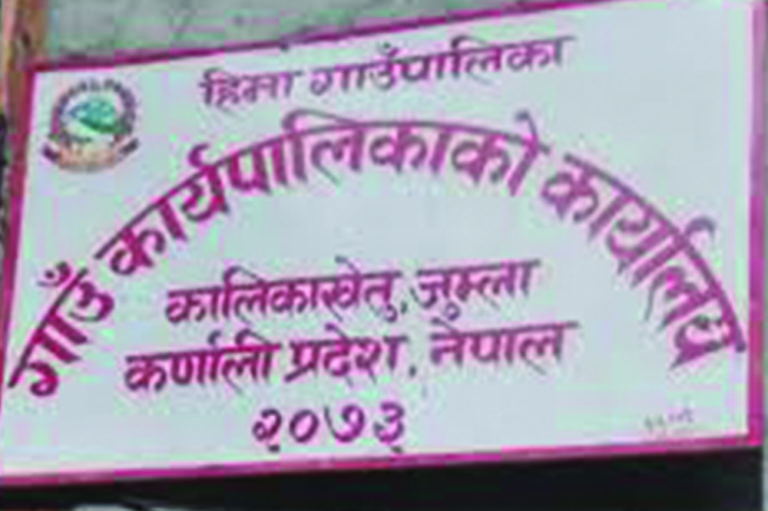 हिमा गाउँपालिका
गाउँ कार्यपालिकाको कार्यालय
कालिकाखेतु, जुम्ला
कर्णाली प्रदेश, नेपाल
२०७३